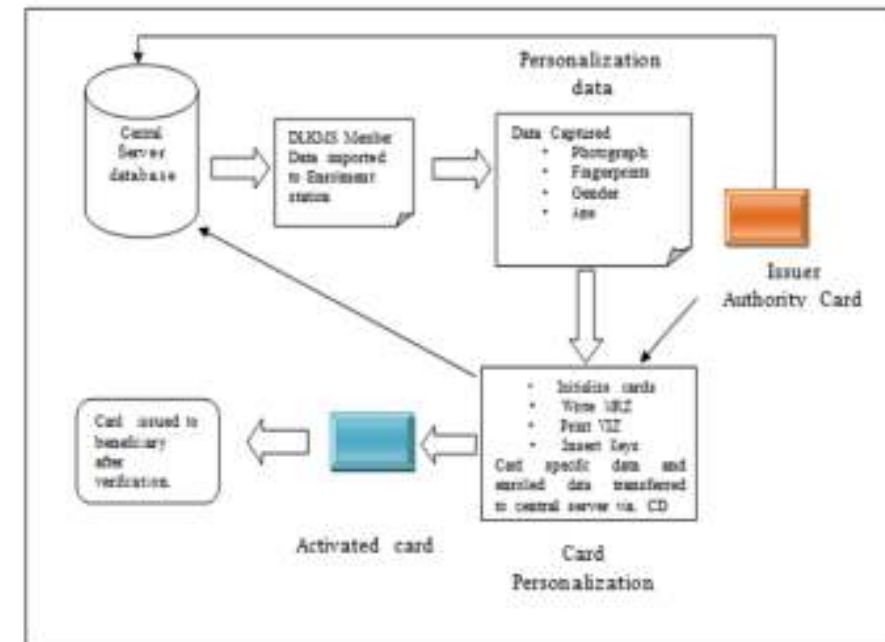 Personalization
data
Central
Server
database
DLKMS Member
Data imported
to Enrolment
station
Data Captured
• Photograph
• Fingerprints
• Gender
• Age
Issuer
Authority Card
• Initialize cards
• Write MRZ
• Print VIZ
• Insert Keys
Card specific data and
enrolled data transferred
to central server via. CD
Card issued to
beneficiary
after
verification.
Activated card
Card
Personalization